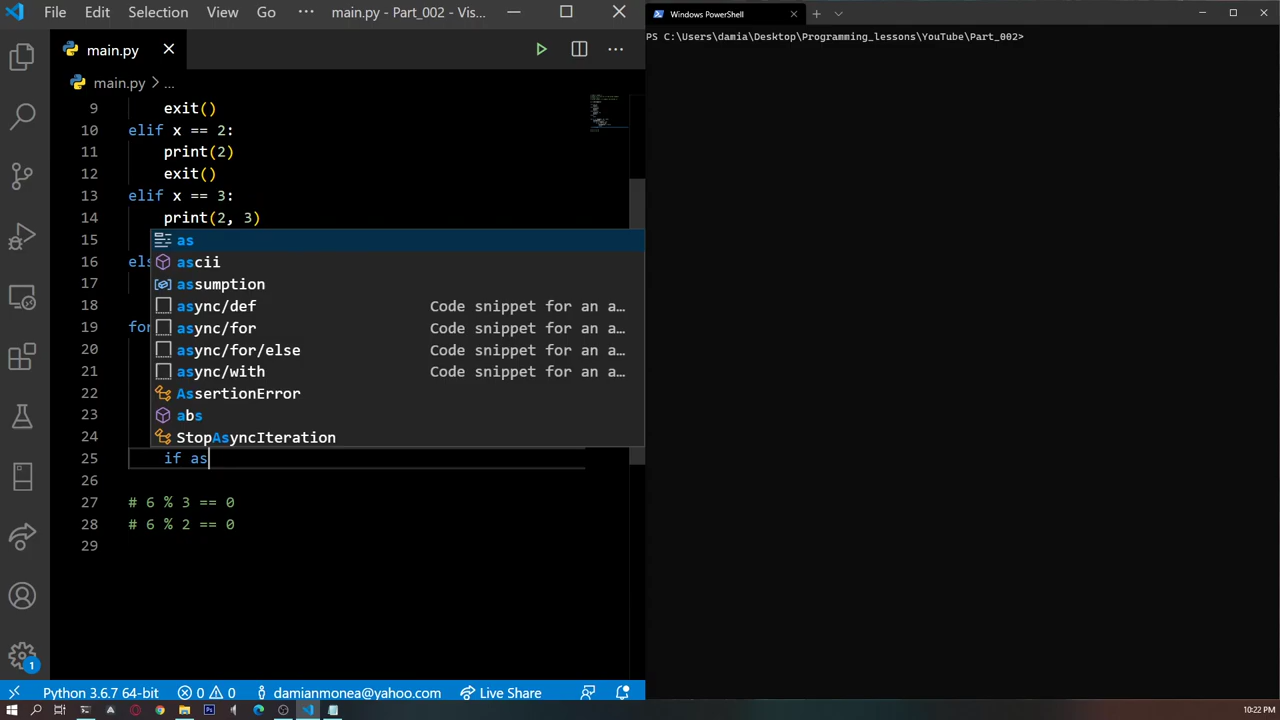 File Edit Selection View Go ··· main.py - Part_002 - Vis...
main.py
main.py > ...
9 exit()
10 elif x == 2:
11 print(2)
12 exit()
13 elif x == 3:
14 print(2, 3)
15 as
16 els ascii
assumption
17 async/def Code snippet for an a...
18 async/for Code snippet for an a...
19 for async/for/else Code snippet for an a...
20 async/with Code snippet for an a...
21 AssertionError
22 abs
23 StopAsyncIteration
24
25 if as
26
27 # 6 % 3 == 0
28 # 6 % 2 == 0
29
1
Python 3.6.7 64-bit 0 0 damianmonea@yahoo.com Live Share
Windows PowerShell
PS C:\Users\damia\Desktop\Programming_lessons\YouTube\Part_002>
10:22 PM